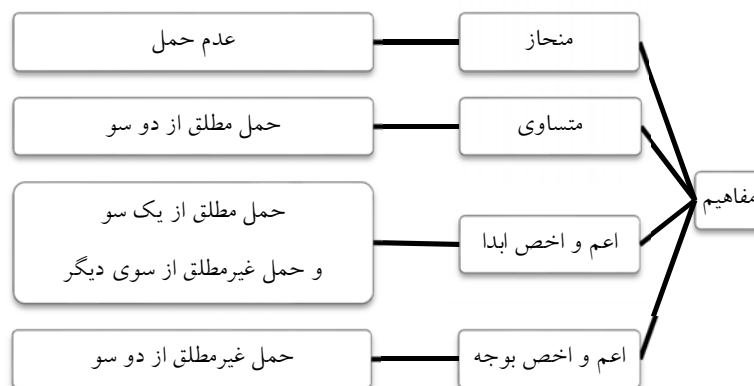 مفاهیم
منحاز
عدم حمل
متساوی
حمل مطلق از دو سو
اعم و اخص ابدا
حمل مطلق از یک سو
و حمل غیرمطلق از سوی دیگر
اعم و اخص بوجه
حمل غیرمطلق از دو سو